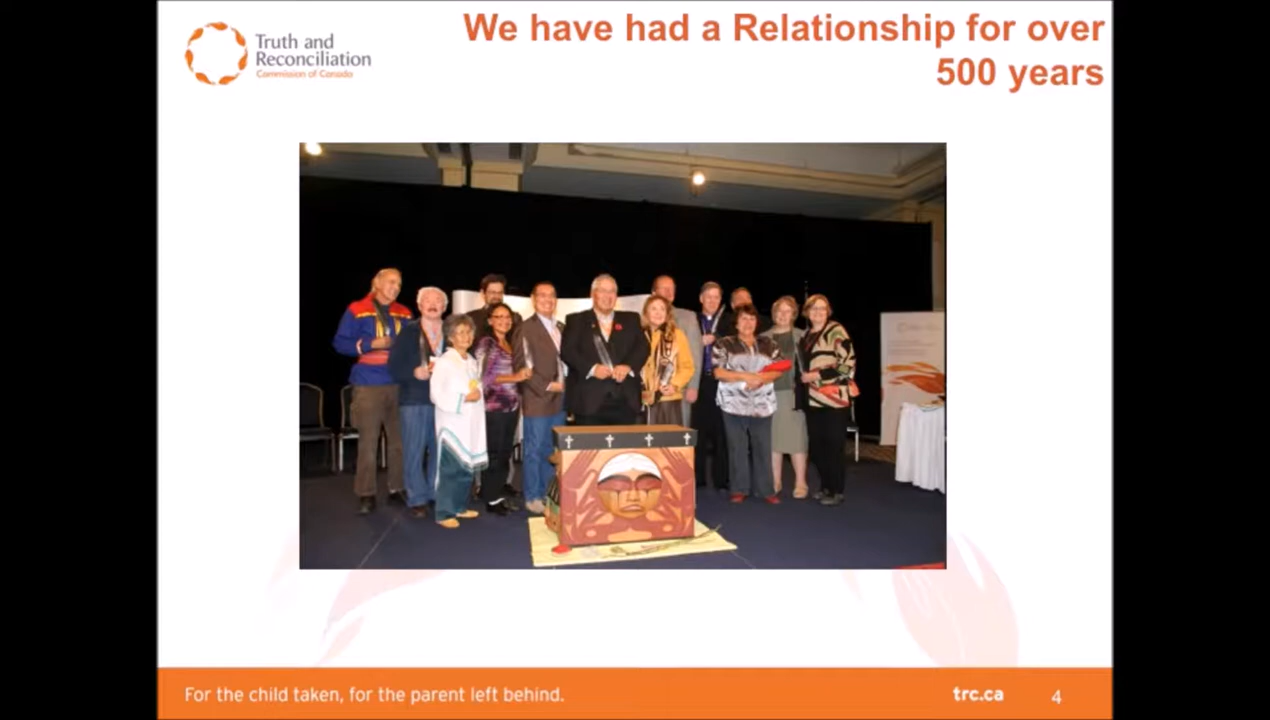 Truth and
Reconciliation
Commission of Canada
We have had a Relationship for over
500 years
For the child taken, for the parent left behind.
trc.ca
4